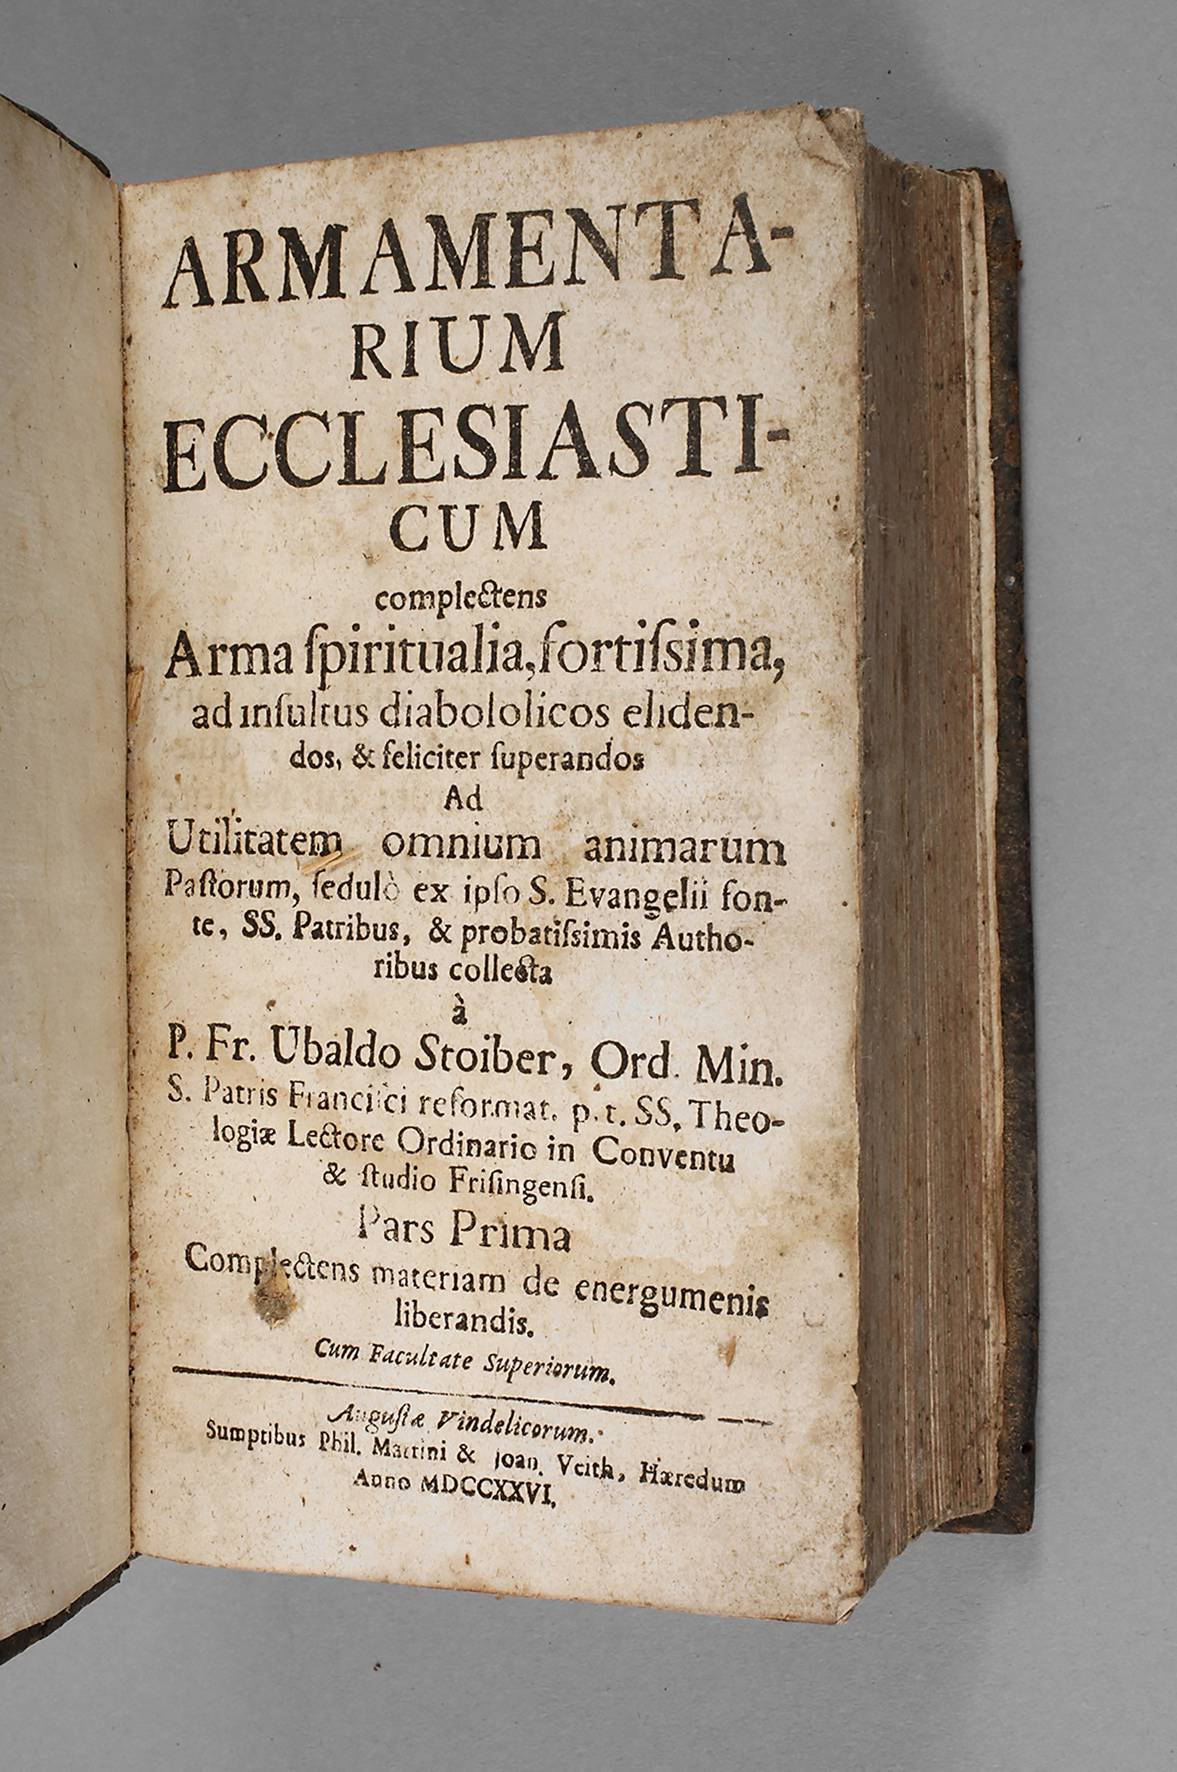 ARMAMENTA-
RIUM
ECCLESIASTI-
CUM
complectens
Arma ſpiritualia, fortiſsima,
ad inſultus diabololicos eliden-
dos, & feliciter ſuperandos
Ad
Utilitatem omnium animarum
Paſtorum, ſedulò ex ipſo S. Evangelii fon-
te, SS. Patribus, & probatiſsimis Autho-
ribus collecta
à
P. Fr. Ubaldo Stoiber, Ord. Min.
S. Patris Franciſci reformat. p. t. SS. Theo-
logiæ Lectore Ordinario in Conventu
& ſtudio Friſingenſi.
Pars Prima
Complectens materiam de energumenis
liberandis.
Cum Facultate Superiorum.
Auguſtæ Vindelicorum.
Sumptibus Phil. Martini & Joan. Veith, Hæredum
Anno MDCCXXVI.